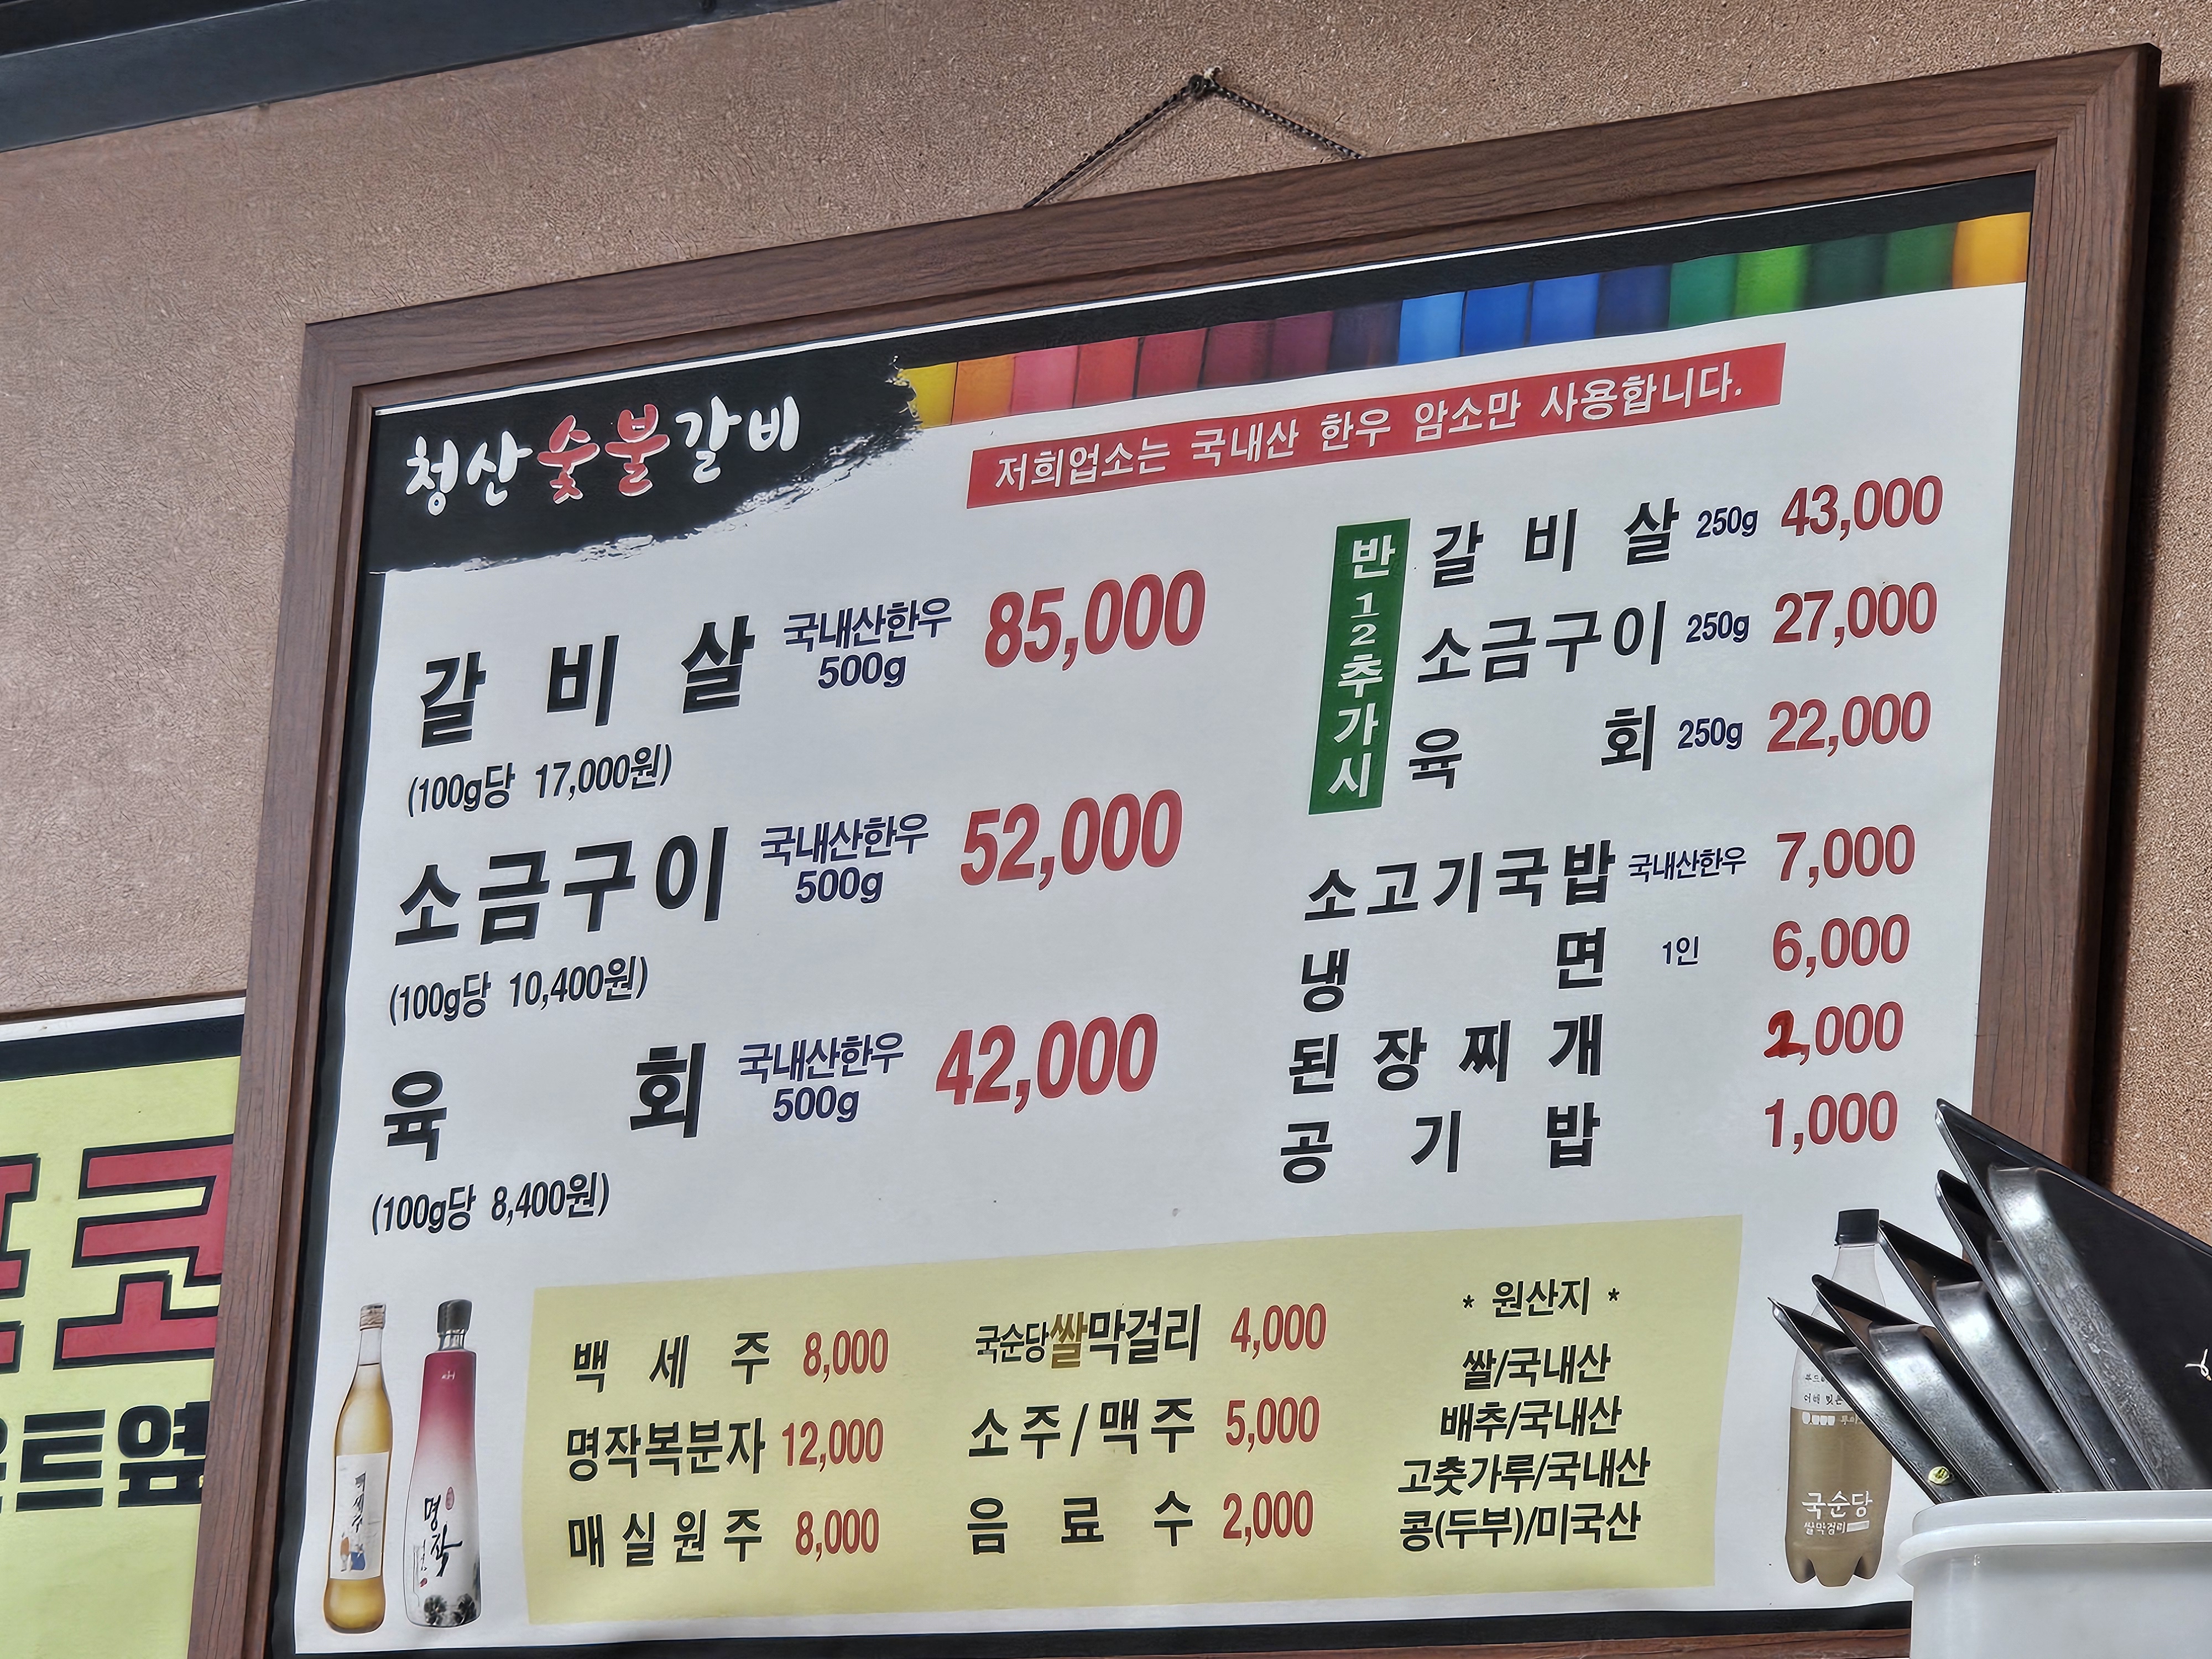 청산숯불갈비
저희업소는 국내산 한우 암소만 사용합니다.
갈비살 국내산한우 500g 85,000
(100g당 17,000원)
소금구이 국내산한우 500g 52,000
(100g당 10,400원)
육회 국내산한우 500g 42,000
(100g당 8,400원)
반12추가시
갈비살 250g 43,000
소금구이 250g 27,000
육회 250g 22,000
소고기국밥 국내산한우 7,000
냉면 1인 6,000
된장찌개 2,000
공기밥 1,000
백세주 8,000
명작복분자 12,000
매실원주 8,000
국순당쌀막걸리 4,000
소주/맥주 5,000
음료수 2,000
* 원산지 *
쌀/국내산
배추/국내산
고춧가루/국내산
콩(두부)/미국산
백세주
명작
국순당
쌀막걸리
코
트옆